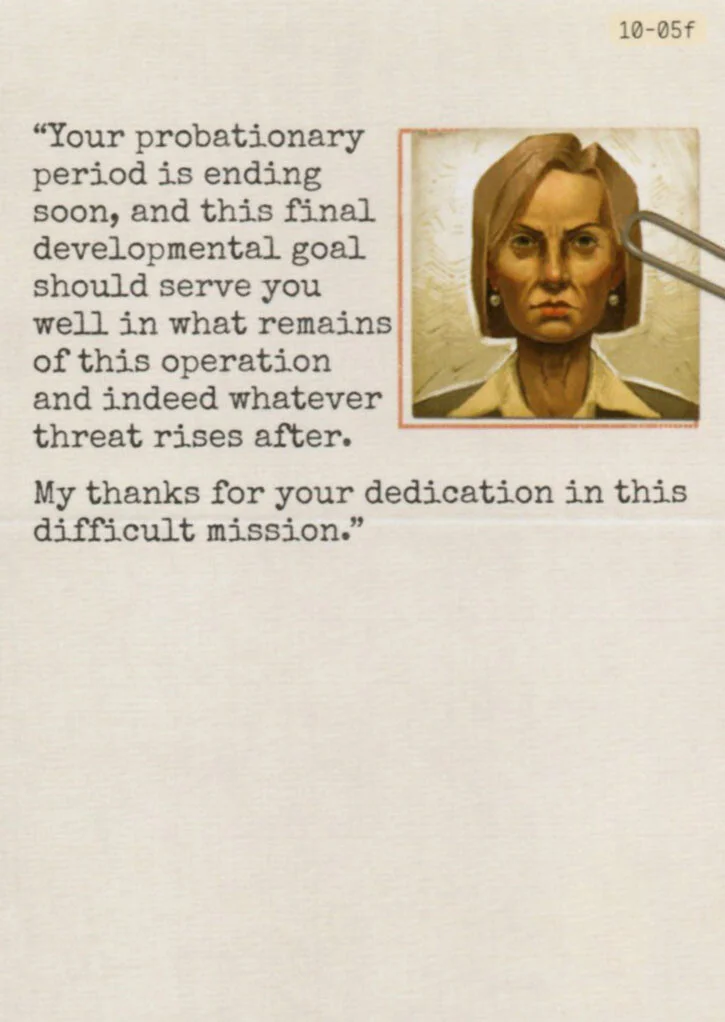 10-05f
“Your probationary
period is ending
soon, and this final
developmental goal
should serve you
well in what remains
of this operation
and indeed whatever
threat rises after.
My thanks for your dedication in this
difficult mission.”